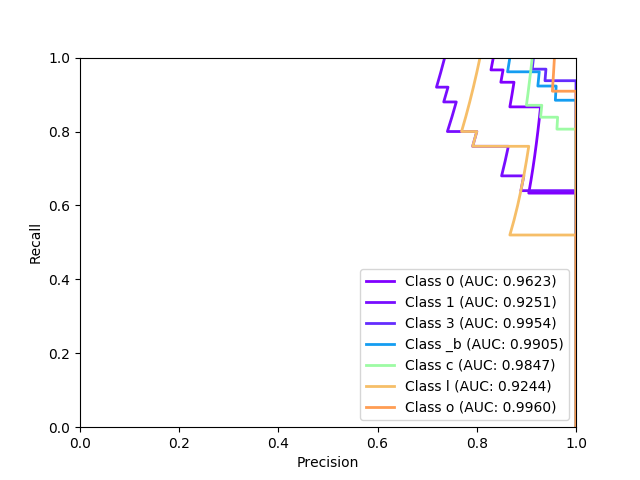 1.0
0.8
0.6
0.4
0.2
0.0
Recall
Class 0 (AUC: 0.9623)
Class 1 (AUC: 0.9251)
Class 3 (AUC: 0.9954)
Class _b (AUC: 0.9905)
Class c (AUC: 0.9847)
Class l (AUC: 0.9244)
Class o (AUC: 0.9960)
0.0 0.2 0.4 0.6 0.8 1.0
Precision